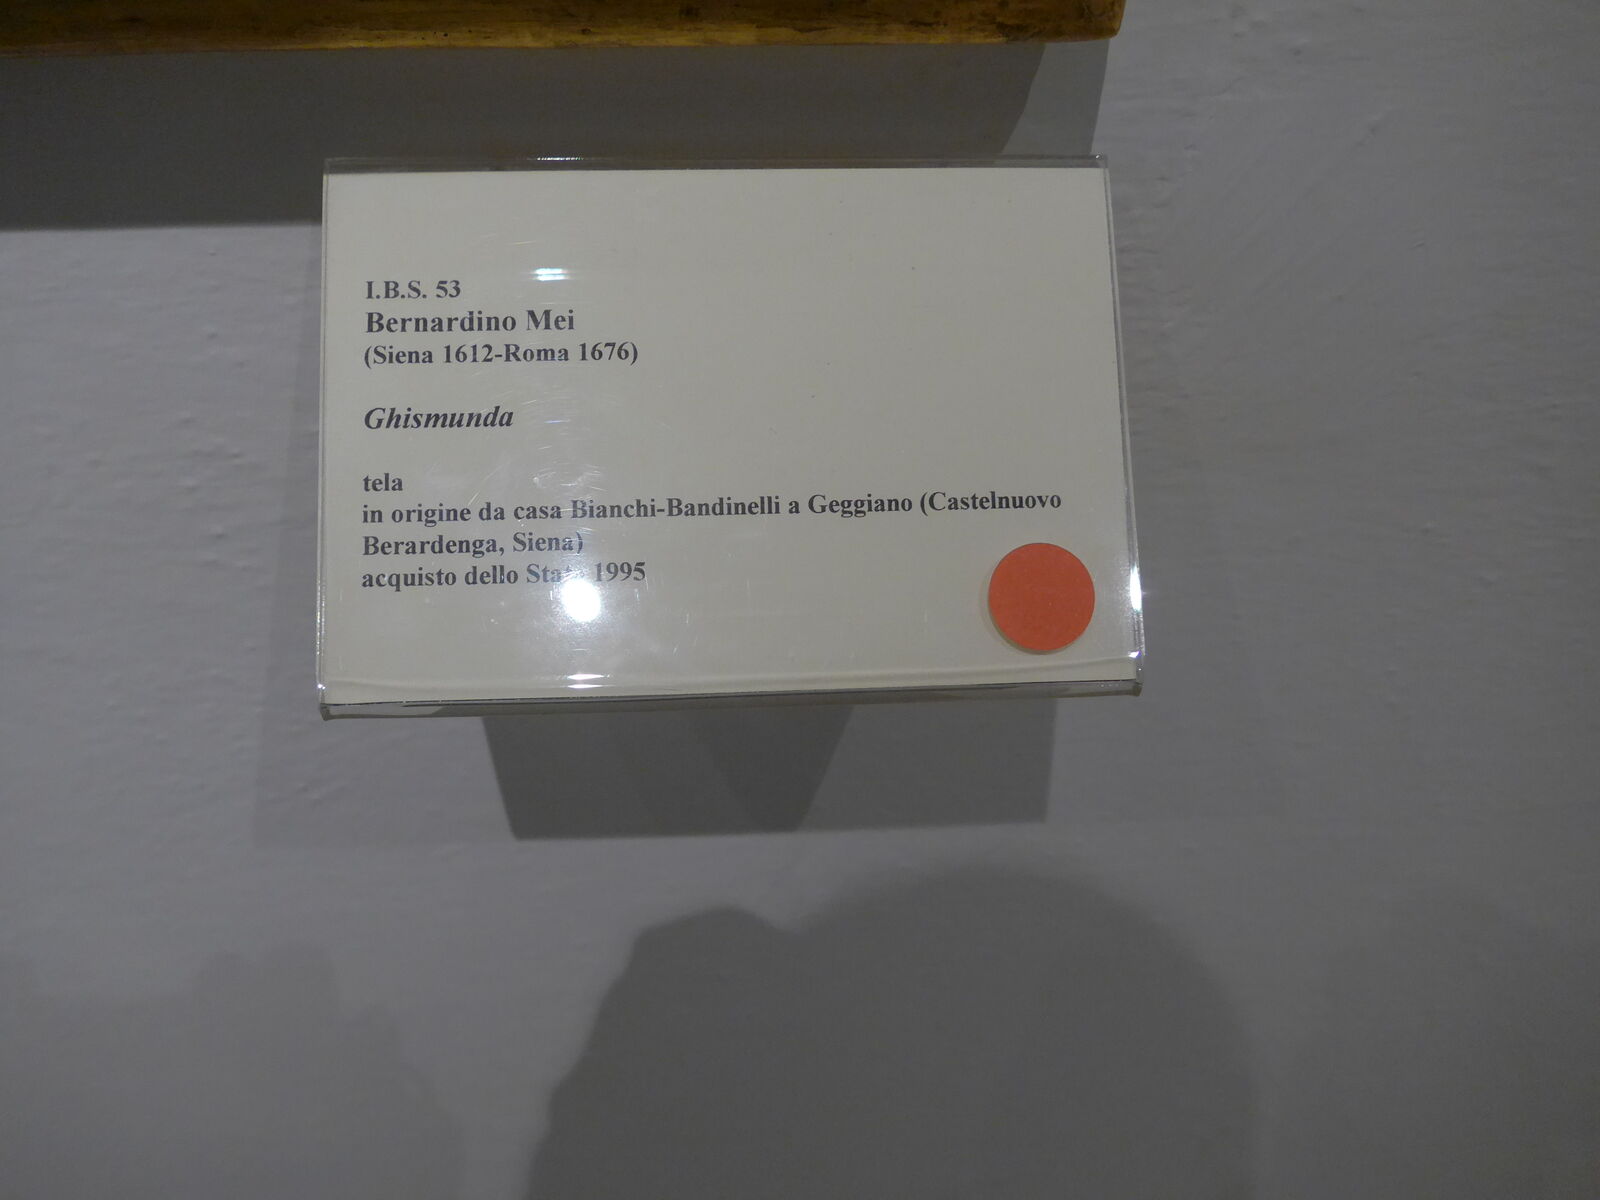 I.B.S. 53
Bernardino Mei
(Siena 1612-Roma 1676)
Ghismunda
tela
in origine da casa Bianchi-Bandinelli a Geggiano (Castelnuovo
Berardenga, Siena)
acquisto dello Stato 1995